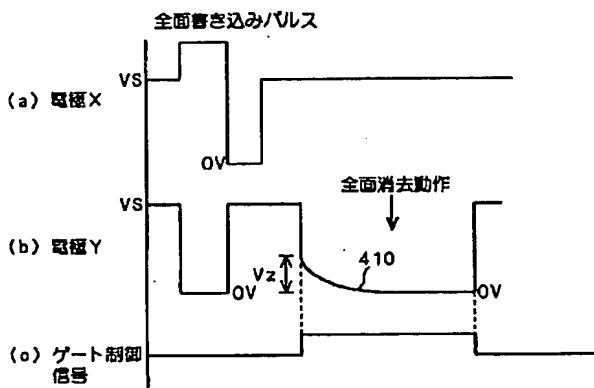 全面書き込みパルス
VS
(a) 電極X
0V
全面消去動作
VS
(b) 電極Y
Vz
410
0V
0V
(c) ゲート制御
信号